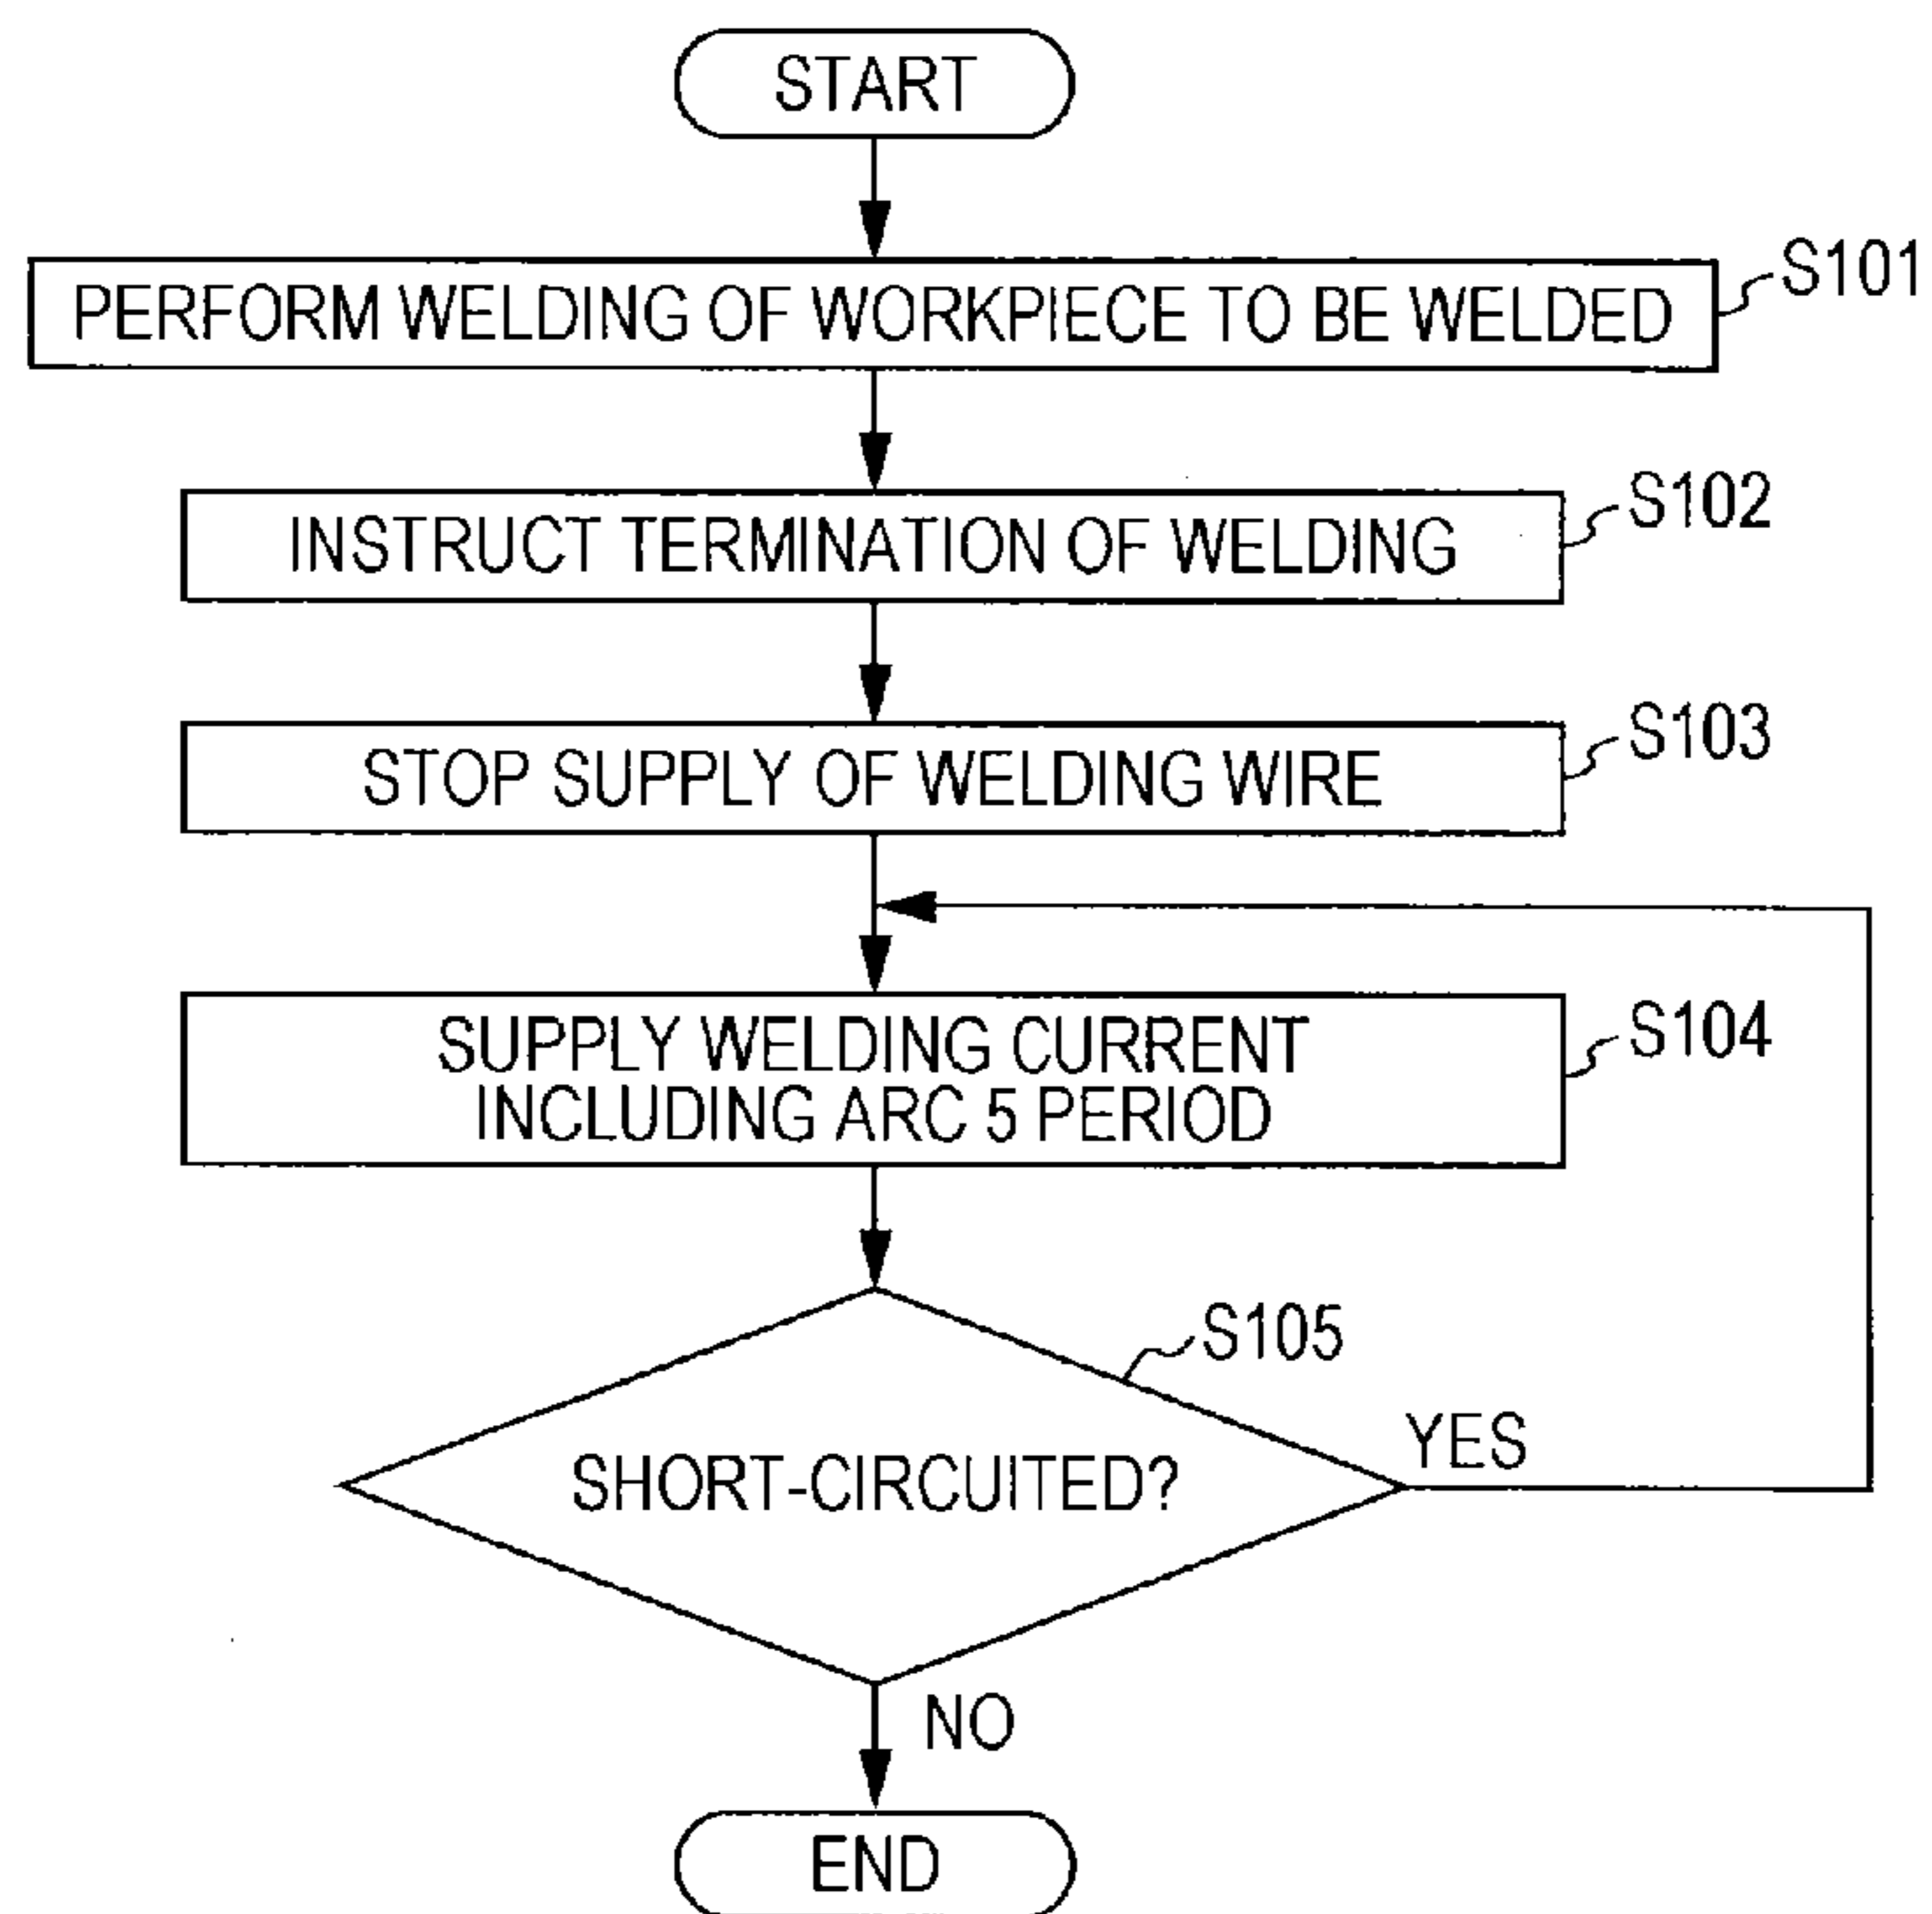 START
PERFORM WELDING OF WORKPIECE TO BE WELDED
S101
INSTRUCT TERMINATION OF WELDING
S102
STOP SUPPLY OF WELDING WIRE
S103
SUPPLY WELDING CURRENT
INCLUDING ARC 5 PERIOD
S104
S105
SHORT-CIRCUITED?
YES
NO
END